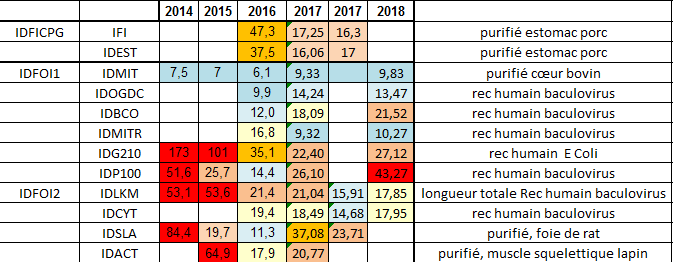 2014 2015 2016 2017 2017 2018
IDFICPG IFI 47,3 17,25 16,3 purifié estomac porc
IDEST 37,5 16,06 17 purifié estomac porc
IDFOI1 IDMIT 7,5 7 6,1 9,33 9,83 purifié cœur bovin
IDOGDC 9,9 14,24 13,47 rec humain baculovirus
IDBCO 12,0 18,09 21,52 rec humain baculovirus
IDMITR 16,8 9,32 10,27 rec humain baculovirus
IDG210 173 101 35,1 22,40 27,12 rec humain E Coli
IDP100 51,6 25,7 14,4 26,10 43,27 rec humain baculovirus
IDFOI2 IDLKM 53,1 53,6 21,4 21,04 15,91 17,85 longueur totale Rec humain baculovirus
IDCYT 19,4 18,49 14,68 17,95 rec humain baculovirus
IDSLA 84,4 19,7 11,3 37,08 23,71 purifié, foie de rat
IDACT 64,9 17,9 20,77 purifié, muscle squelettique lapin